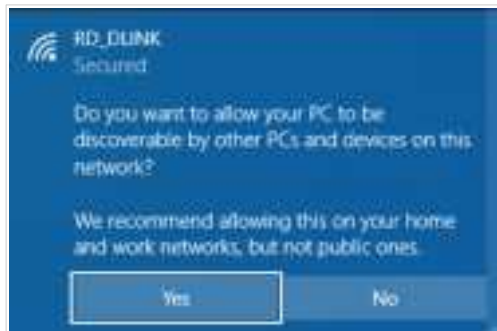 RD_DLINK
Secured
Do you want to allow your PC to be
discoverable by other PCs and devices on this
network?
We recommend allowing this on your home
and work networks, but not public ones.
Yes
No